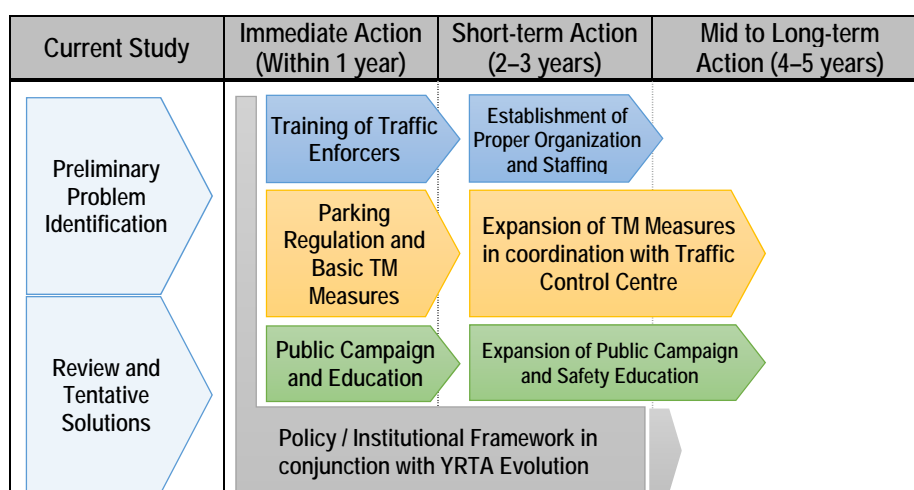 Current Study
Immediate Action
(Within 1 year)
Short-term Action
(2–3 years)
Mid to Long-term
Action (4–5 years)
Preliminary
Problem
Identification
Review and
Tentative
Solutions
Training of Traffic
Enforcers
Establishment of
Proper Organization
and Staffing
Parking
Regulation and
Basic TM
Measures
Expansion of TM Measures
in coordination with Traffic
Control Centre
Public Campaign
and Education
Expansion of Public Campaign
and Safety Education
Policy / Institutional Framework in
conjunction with YRTA Evolution